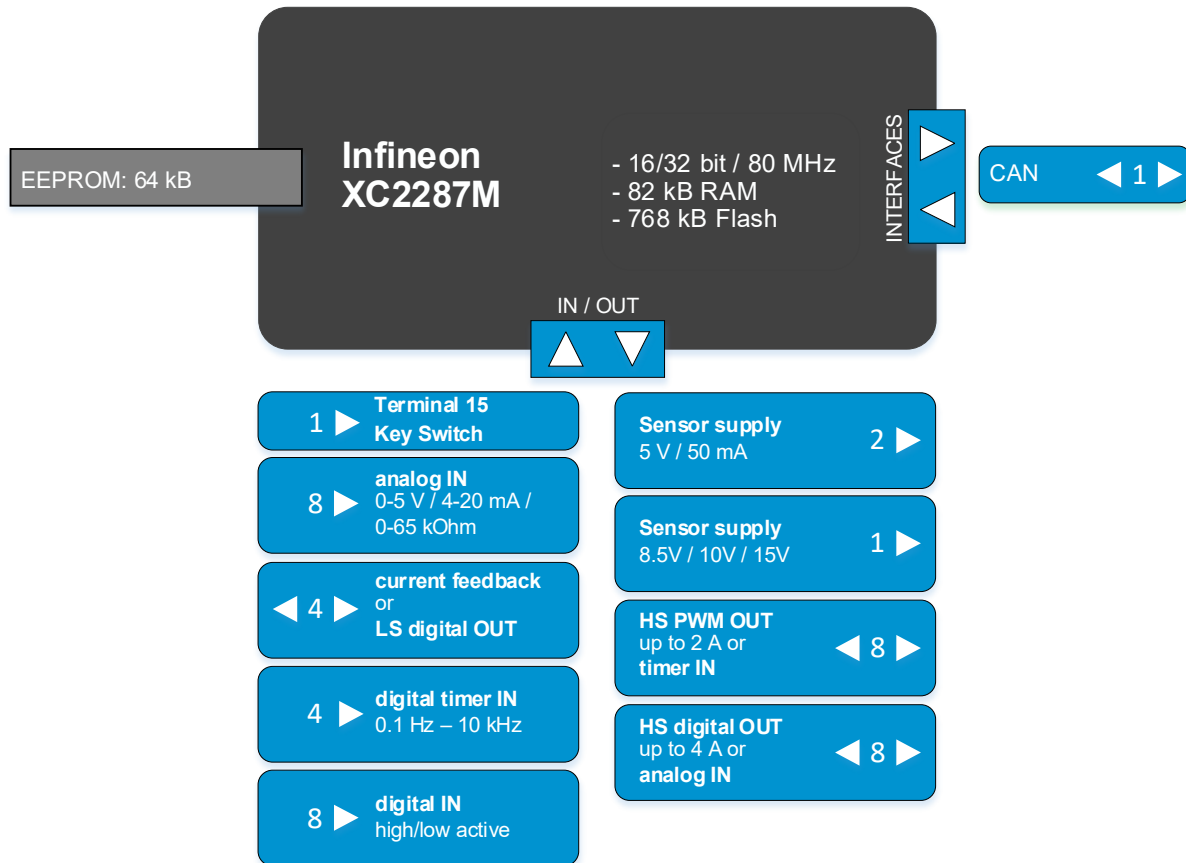 EEPROM: 64 kB
Infineon
XC2287M
- 16/32 bit / 80 MHz
- 82 kB RAM
- 768 kB Flash
INTERFACES
CAN
1
IN / OUT
1
Terminal 15
Key Switch
8
analog IN
0-5 V / 4-20 mA /
0-65 kOhm
4
current feedback
or
LS digital OUT
4
digital timer IN
0.1 Hz – 10 kHz
8
digital IN
high/low active
Sensor supply
5 V / 50 mA
2
Sensor supply
8.5V / 10V / 15V
1
HS PWM OUT
up to 2 A or
timer IN
8
HS digital OUT
up to 4 A or
analog IN
8